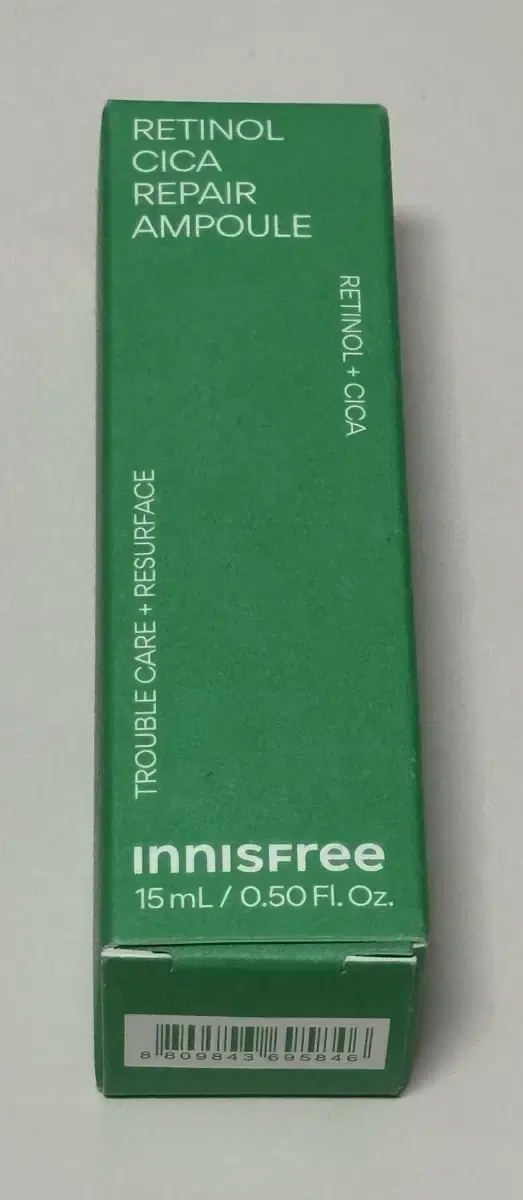 RETINOL
CICA
REPAIR
AMPOULE
RETINOL + CICA
TROUBLE CARE + RESURFACE
innisfree
15 mL / 0.50 Fl. Oz.
8 809843 695846